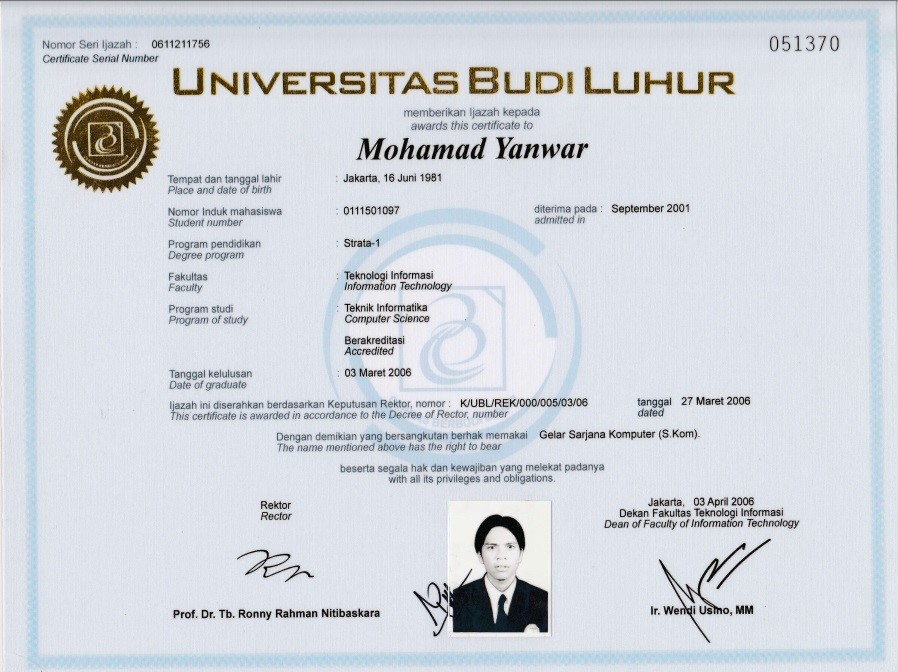 Nomor Seri Ijazah : 0611211756
Certificate Serial Number
051370
UNIVERSITAS BUDI LUHUR
memberikan Ijazah kepada
awards this certificate to
Mohamad Yanwar
Tempat dan tanggal lahir : Jakarta, 16 Juni 1981
Place and date of birth
Nomor Induk mahasiswa : 0111501097 diterima pada : September 2001
Student number admitted in
Program pendidikan : Strata-1
Degree program
Fakultas : Teknologi Informasi
Faculty Information Technology
Program studi : Teknik Informatika
Program of study Computer Science
Berakreditasi
Accredited
Tanggal kelulusan : 03 Maret 2006
Date of graduate
Ijazah ini diserahkan berdasarkan Keputusan Rektor, nomor : K/UBL/REK/000/005/03/06 tanggal 27 Maret 2006
This certificate is awarded in accordance to the Decree of Rector, number dated
Dengan demikian yang bersangkutan berhak memakai Gelar Sarjana Komputer (S.Kom).
The name mentioned above has the right to bear
beserta segala hak dan kewajiban yang melekat padanya
with all its privileges and obligations.
Rektor
Rector
Jakarta, 03 April 2006
Dekan Fakultas Teknologi Informasi
Dean of Faculty of Information Technology
Prof. Dr. Tb. Ronny Rahman Nitibaskara
Ir. Wendi Usino, MM